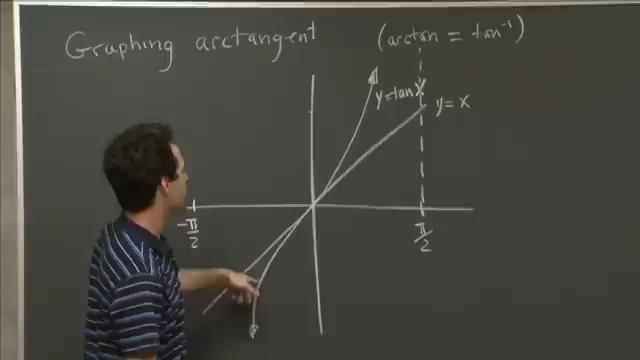 Graphing arctangent (arctan = tan⁻¹)
y=tan x
y=x
-π/2
π/2